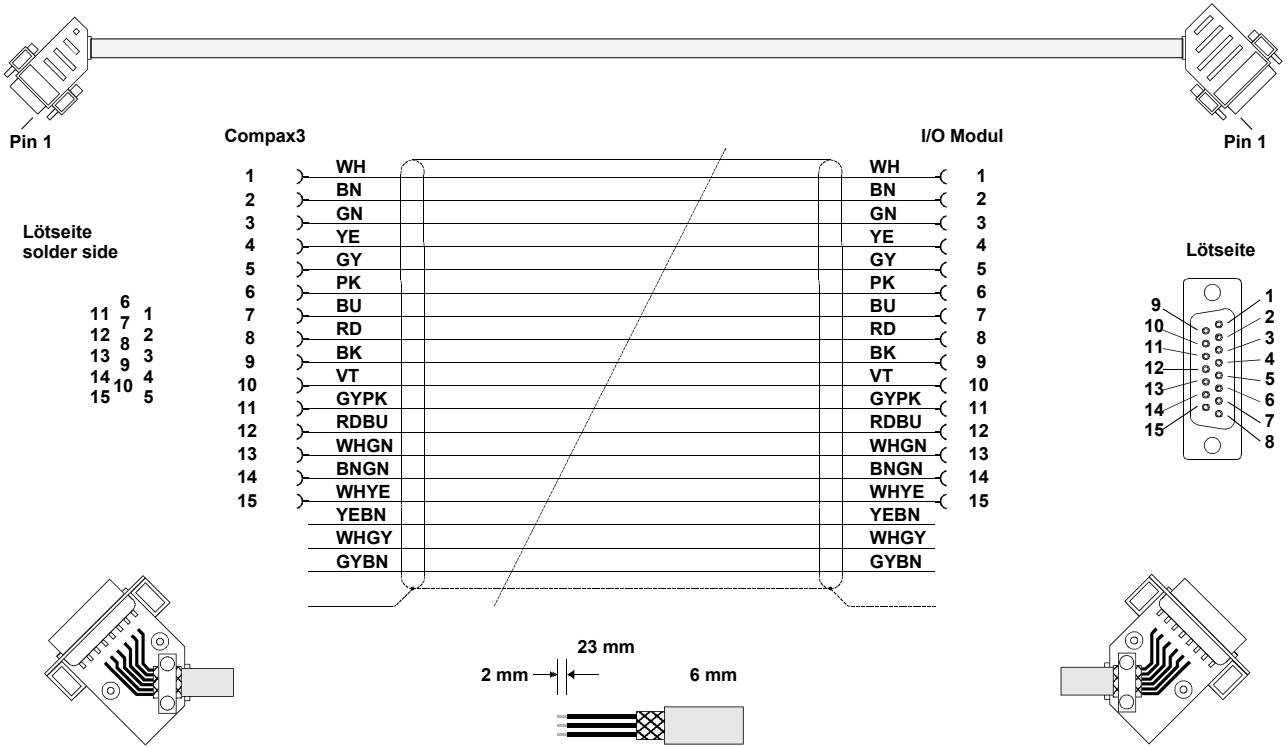 Pin 1
Pin 1
Compax3
I/O Modul
1 WH WH 1
2 BN BN 2
3 GN GN 3
4 YE YE 4
5 GY GY 5
6 PK PK 6
7 BU BU 7
8 RD RD 8
9 BK BK 9
10 VT VT 10
11 GYPK GYPK 11
12 RDBU RDBU 12
13 WHGN WHGN 13
14 BNGN BNGN 14
15 WHYE WHYE 15
YEBN YEBN
WHGY WHGY
GYBN GYBN
Lötseite
solder side
6
11 1
7
12 2
8
13 3
9
14 4
10
15 5
Lötseite
1
9
2
10
3
11
4
12
5
13
6
14
7
15
8
23 mm
2 mm 6 mm